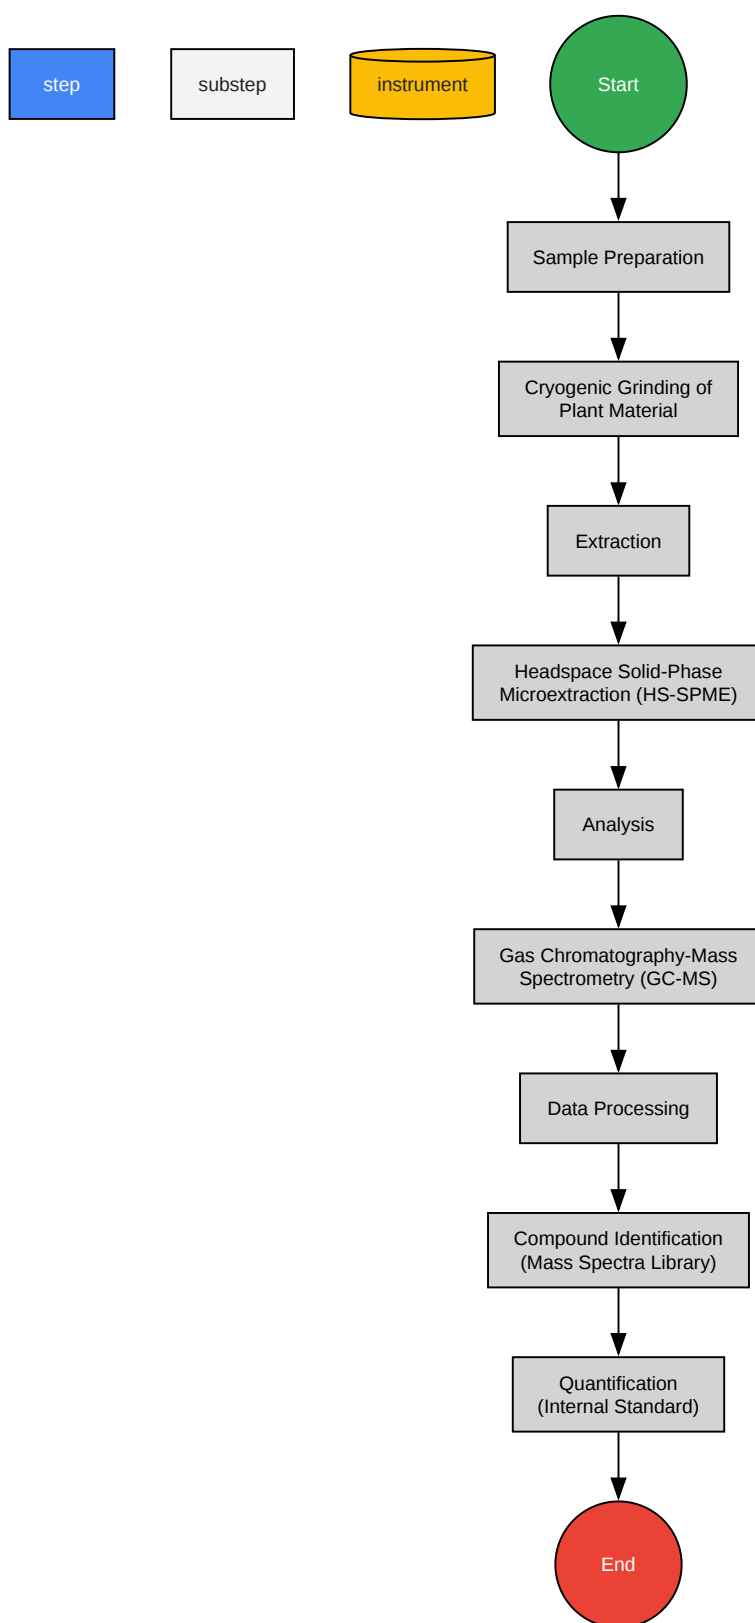 step
substep
instrument
Start
Sample Preparation
Cryogenic Grinding of
Plant Material
Extraction
Headspace Solid-Phase
Microextraction (HS-SPME)
Analysis
Gas Chromatography-Mass
Spectrometry (GC-MS)
Data Processing
Compound Identification
(Mass Spectra Library)
Quantification
(Internal Standard)
End